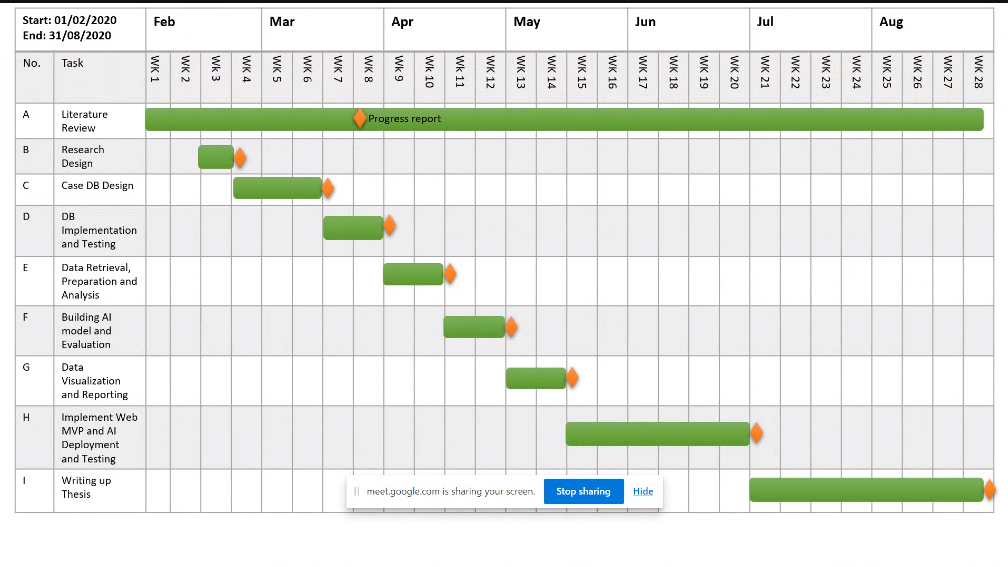 Start: 01/02/2020
End: 31/08/2020
Feb
Mar
Apr
May
Jun
Jul
Aug
No.
Task
WK 1
WK 2
WK 3
WK 4
WK 5
WK 6
WK 7
WK 8
WK 9
WK 10
WK 11
WK 12
WK 13
WK 14
WK 15
WK 16
WK 17
WK 18
WK 19
WK 20
WK 21
WK 22
WK 23
WK 24
WK 25
WK 26
WK 27
WK 28
A
Literature
Review
Progress report
B
Research
Design
C
Case DB Design
D
DB
Implementation
and Testing
E
Data Retrieval,
Preparation and
Analysis
F
Building AI
model and
Evaluation
G
Data
Visualization
and Reporting
H
Implement Web
MVP and AI
Deployment
and Testing
I
Writing up
Thesis
meet.google.com is sharing your screen.
Stop sharing
Hide